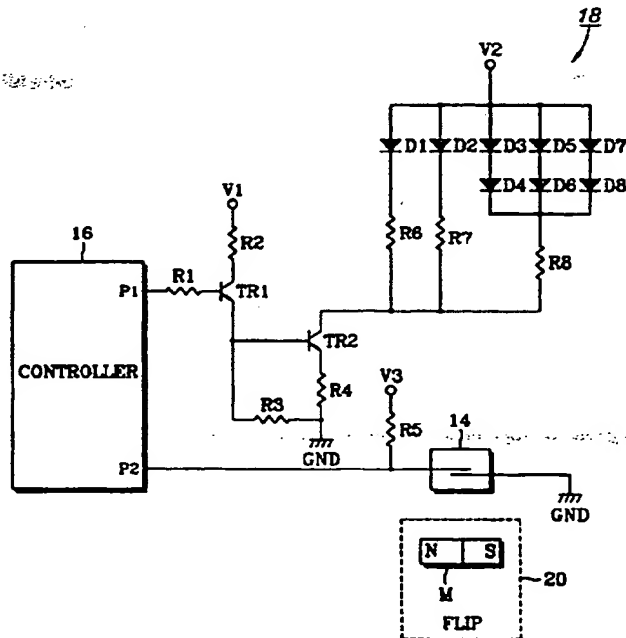 18
V2
D1 D2 D3 D5 D7
D4 D6 D8
V1
16
R2
R6 R7 R8
R1
P1
TR1
TR2
CONTROLLER
V3
R4
R3
R5
14
GND
P2
GND
N S
20
M
FLIP